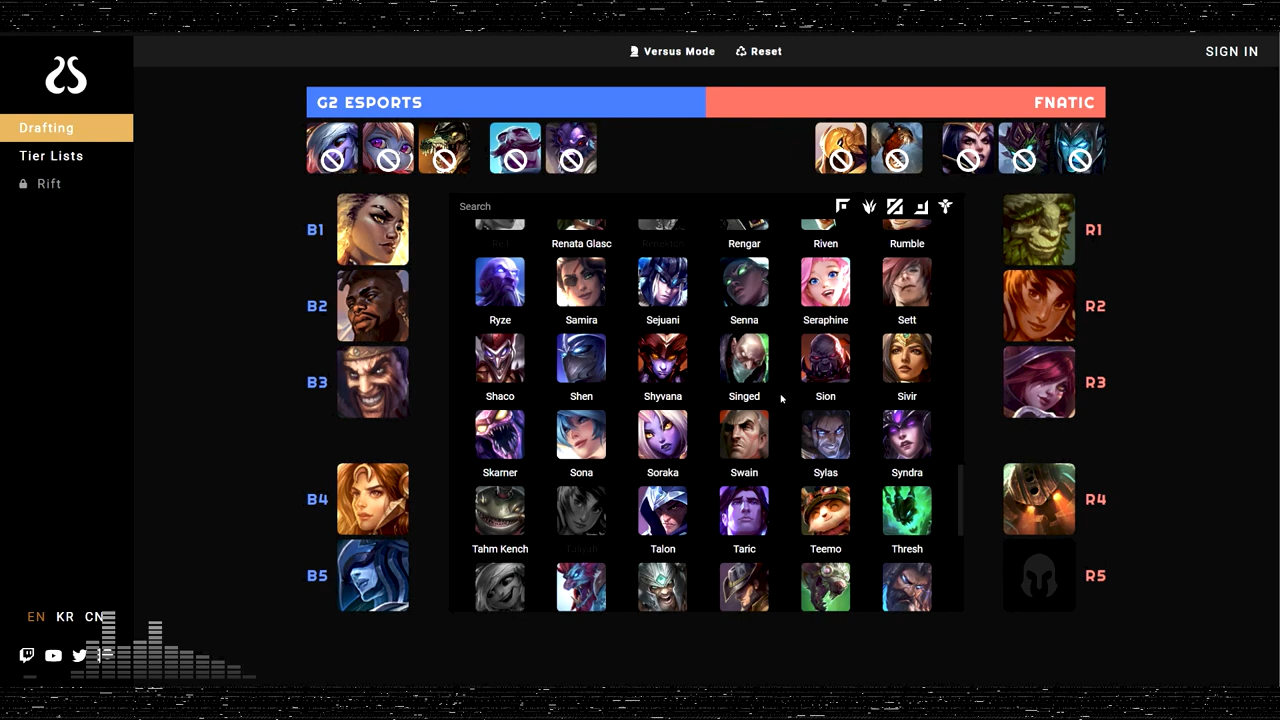 Versus Mode
Reset
SIGN IN
G2 ESPORTS
FNATIC
Drafting
Tier Lists
Rift
Search
B1
R1
Renata Glasc
Renekton
Rengar
Riven
Rumble
B2
R2
Ryze
Samira
Sejuani
Senna
Seraphine
Sett
B3
R3
Shaco
Shen
Shyvana
Singed
Sion
Sivir
Skarner
Sona
Soraka
Swain
Sylas
Syndra
B4
R4
Tahm Kench
Taliyah
Talon
Taric
Teemo
Thresh
B5
R5
EN KR CN